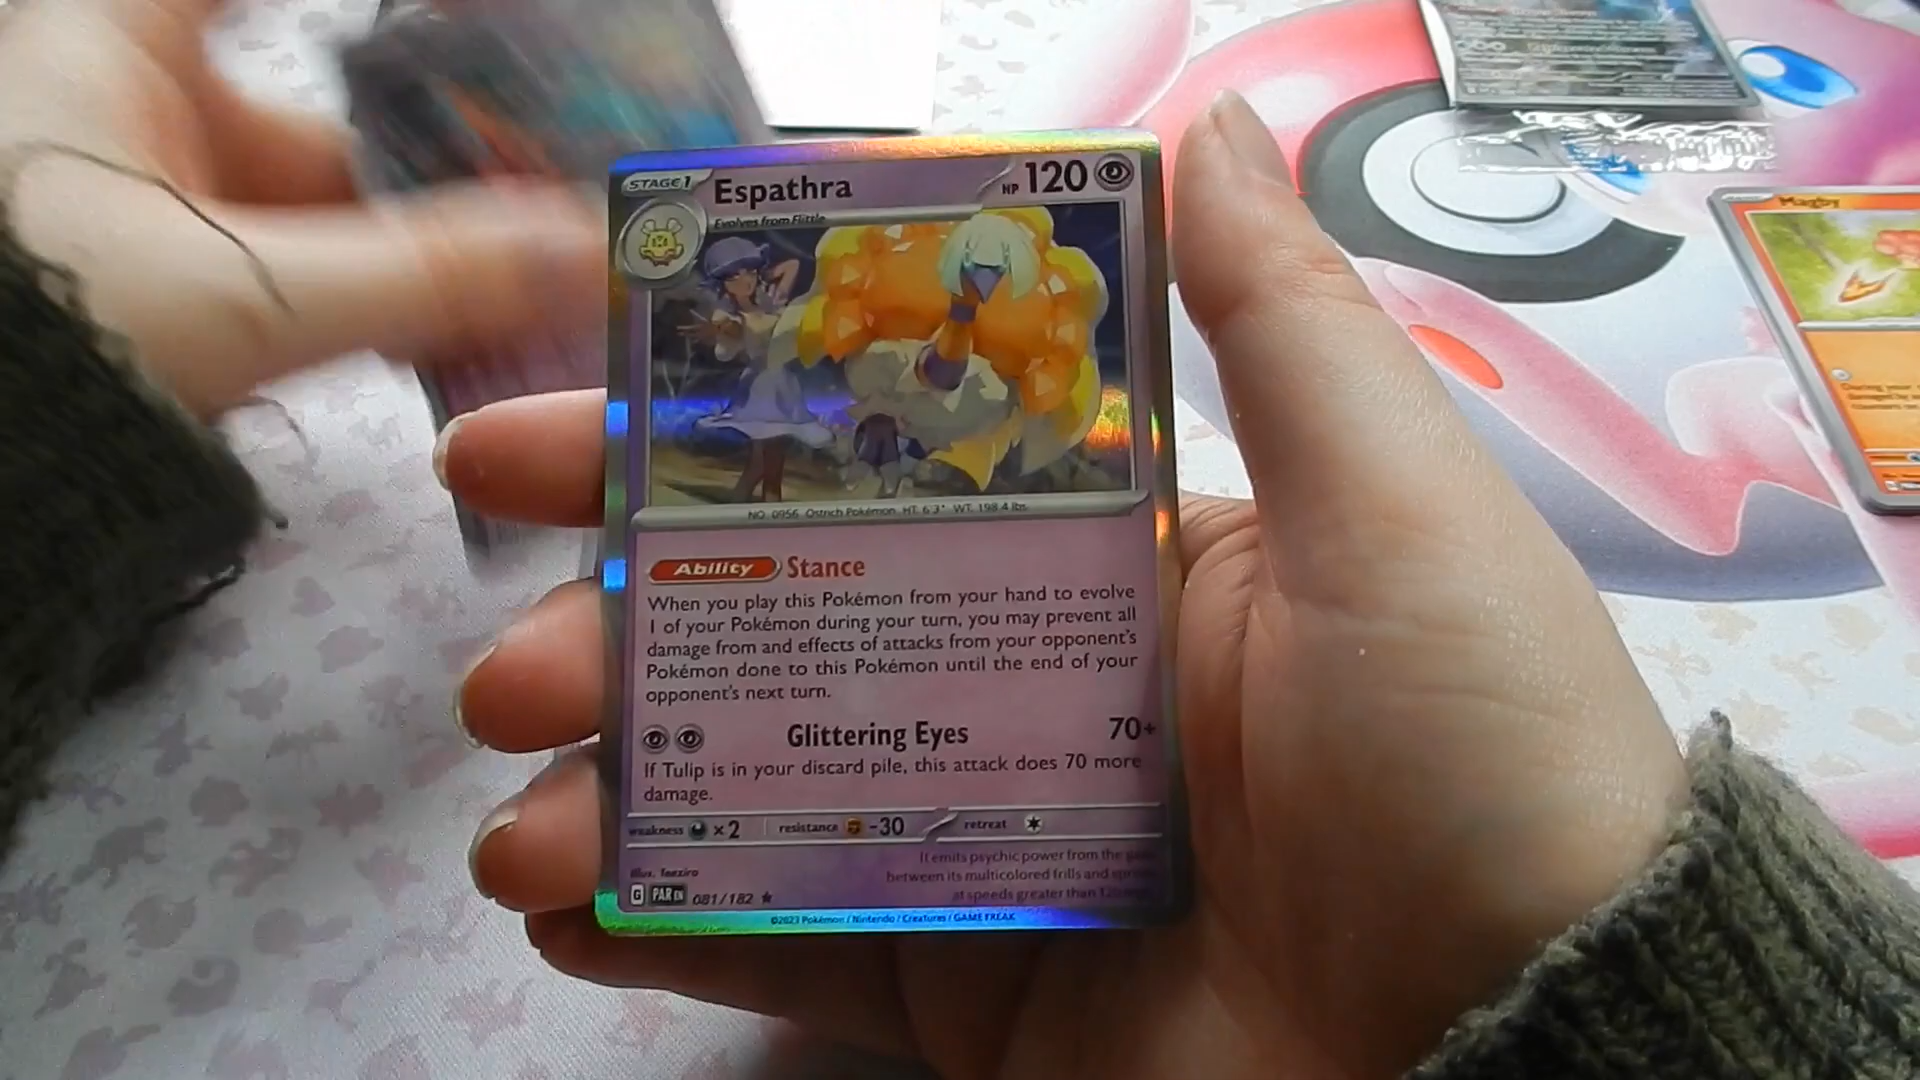 STAGE1 Espathra HP 120
Evolves from Flittle
NO. 0956 Ostrich Pokémon HT. 6'3" WT. 198.4 lbs.
Ability Stance
When you play this Pokémon from your hand to evolve
1 of your Pokémon during your turn, you may prevent all
damage from and effects of attacks from your opponent's
Pokémon done to this Pokémon until the end of your
opponent's next turn.
Glittering Eyes 70+
If Tulip is in your discard pile, this attack does 70 more
damage.
weakness ×2 resistance -30 retreat
It emits psychic power from the
between its multicolored frills and
at speeds greater than
Illus. Teeziro
G PAR EN 081/182
©2023 Pokémon / Nintendo / Creatures / GAME FREAK
Magby
During your